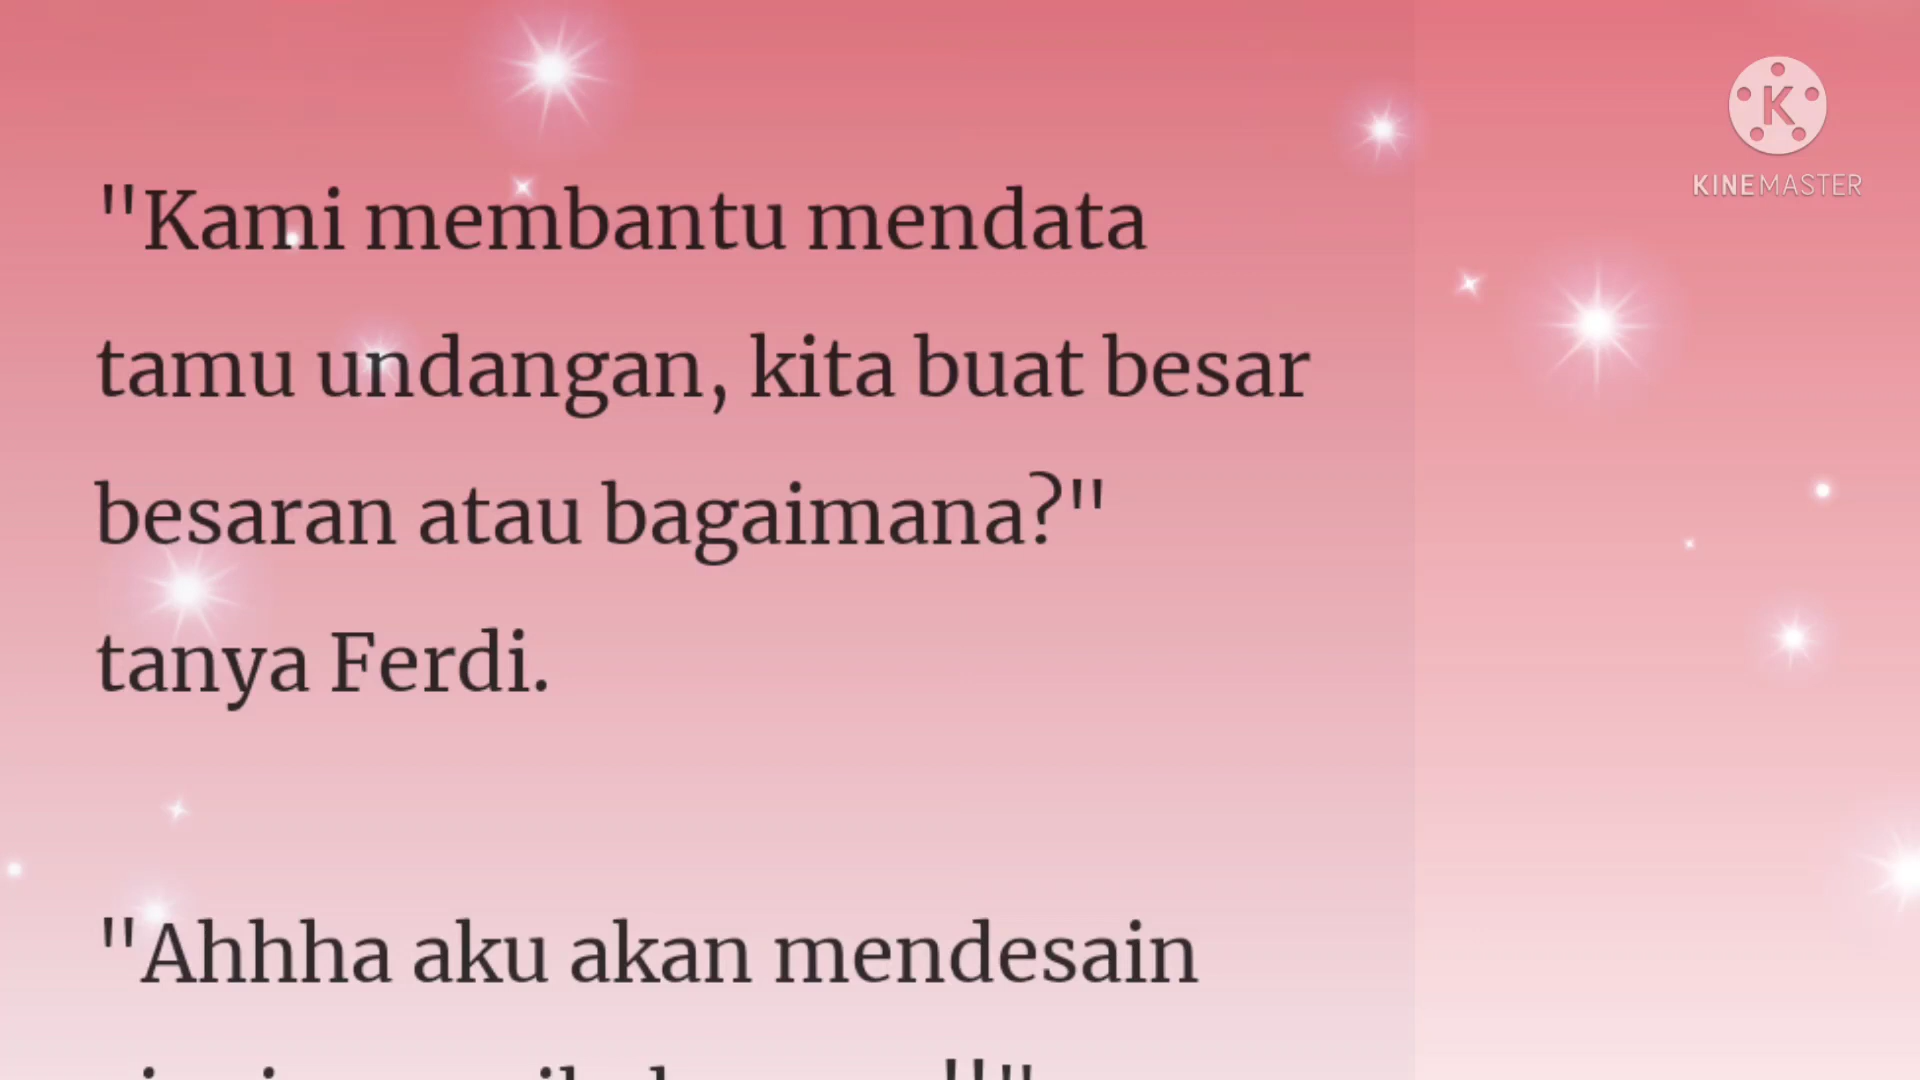 "Kami membantu mendata
tamu undangan, kita buat besar
besaran atau bagaimana?"
tanya Ferdi.
"Ahhha aku akan mendesain
KINEMASTER